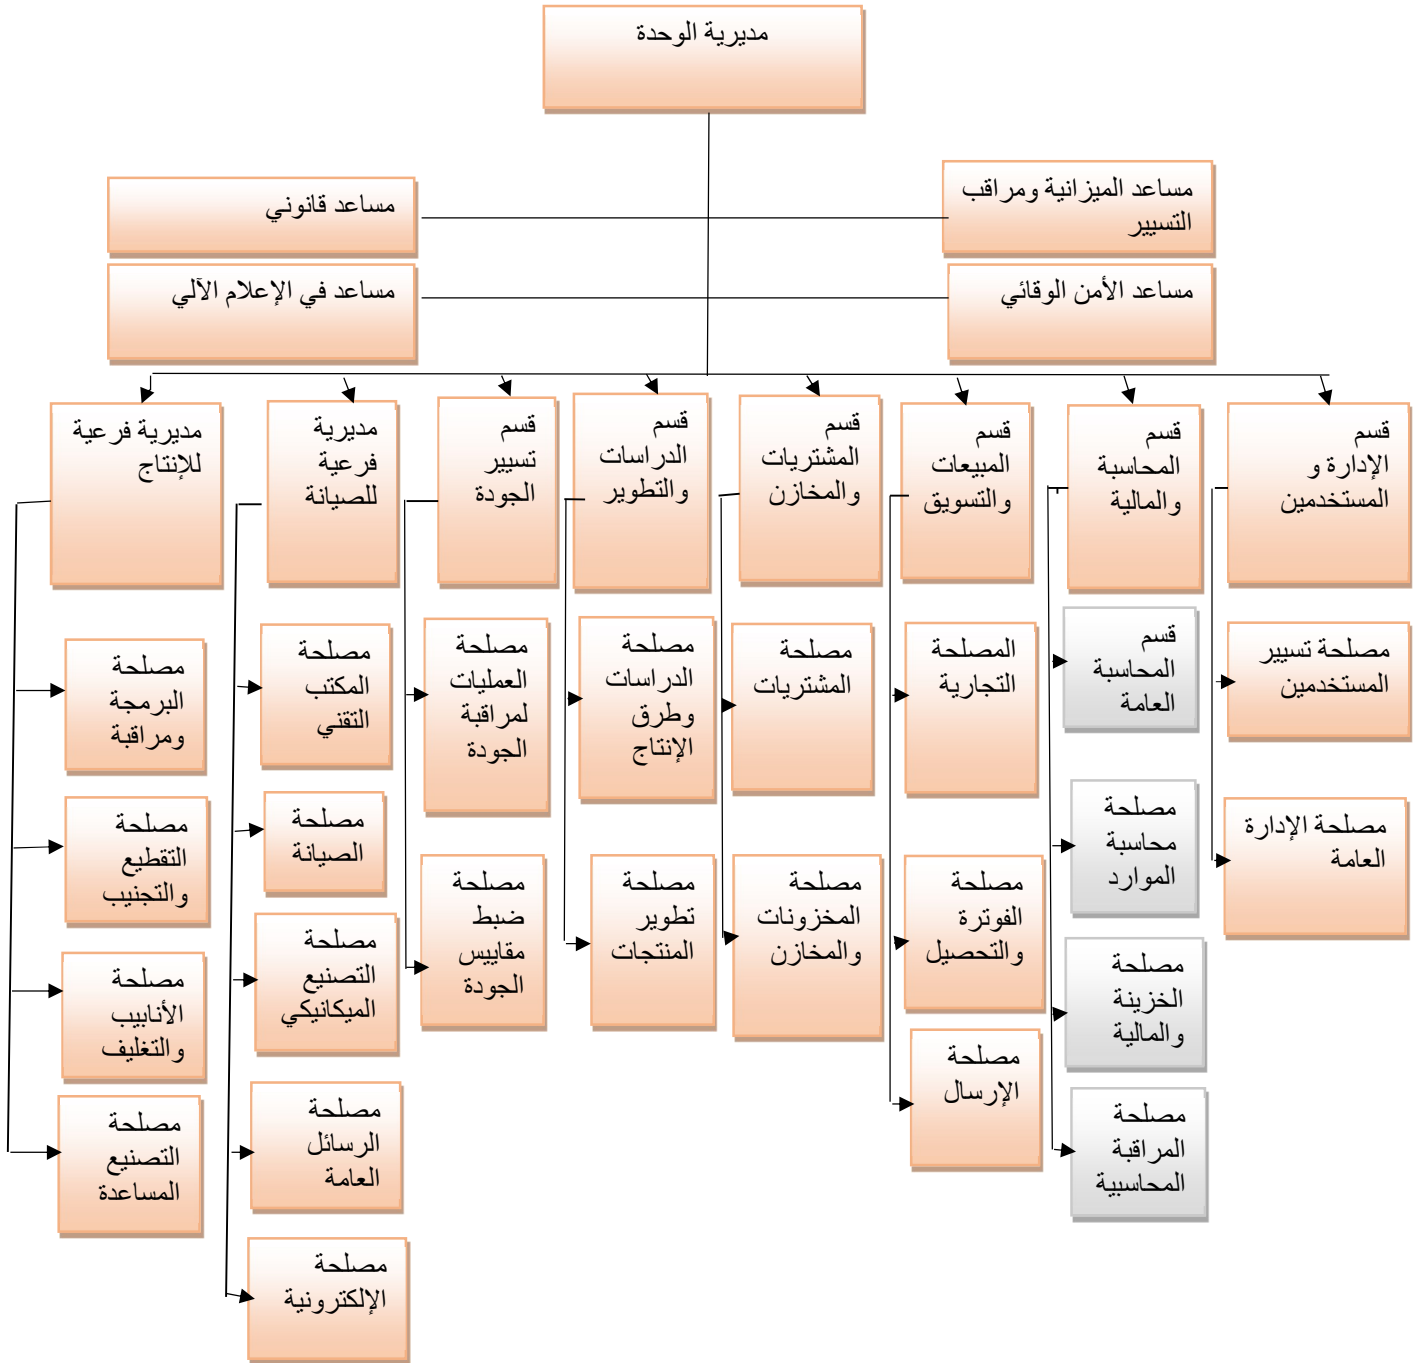 مديرية الوحدة
مساعد الميزانية ومراقب
التسيير
مساعد قانوني
مساعد الأمن الوقائي
مساعد في الإعلام الآلي
قسم
الإدارة و
المستخدمين
قسم
المحاسبة
والمالية
قسم
المبيعات
والتسويق
قسم
المشتريات
والمخازن
قسم
الدراسات
والتطوير
قسم
تسيير
الجودة
مديرية
فرعية
للصيانة
مديرية فرعية
للإنتاج
مصلحة تسيير
المستخدمين
مصلحة الإدارة
العامة
قسم
المحاسبة
العامة
مصلحة
محاسبة
الموارد
مصلحة
الخزينة
والمالية
مصلحة
المراقبة
المحاسبية
المصلحة
التجارية
مصلحة
الفوترة
والتحصيل
مصلحة
الإرسال
مصلحة
المشتريات
مصلحة
المخزونات
والمخازن
مصلحة
الدراسات
وطرق
الإنتاج
مصلحة
تطوير
المنتجات
مصلحة
العمليات
لمراقبة
الجودة
مصلحة
ضبط
مقاييس
الجودة
مصلحة
المكتب
التقني
مصلحة
الصيانة
مصلحة
التصنيع
الميكانيكي
مصلحة
الرسائل
العامة
مصلحة
الإلكترونية
مصلحة
البرمجة
ومراقبة
مصلحة
التقطيع
والتجنيب
مصلحة
الأنابيب
والتغليف
مصلحة
التصنيع
المساعدة